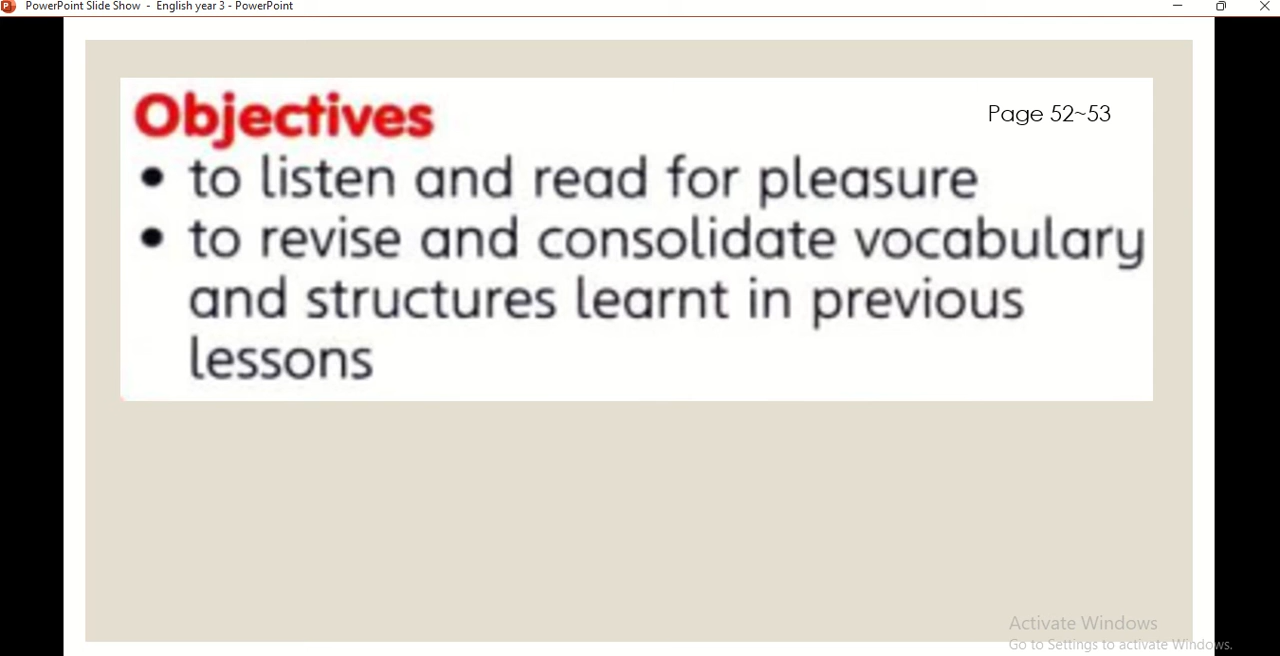 PowerPoint Slide Show - English year 3 - PowerPoint
Objectives
Page 52~53
• to listen and read for pleasure
• to revise and consolidate vocabulary
and structures learnt in previous
lessons
Activate Windows
Go to Settings to activate Windows.